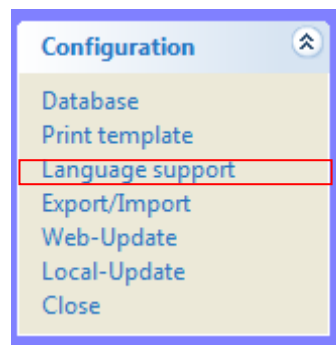 Configuration
Database
Print template
Language support
Export/Import
Web-Update
Local-Update
Close